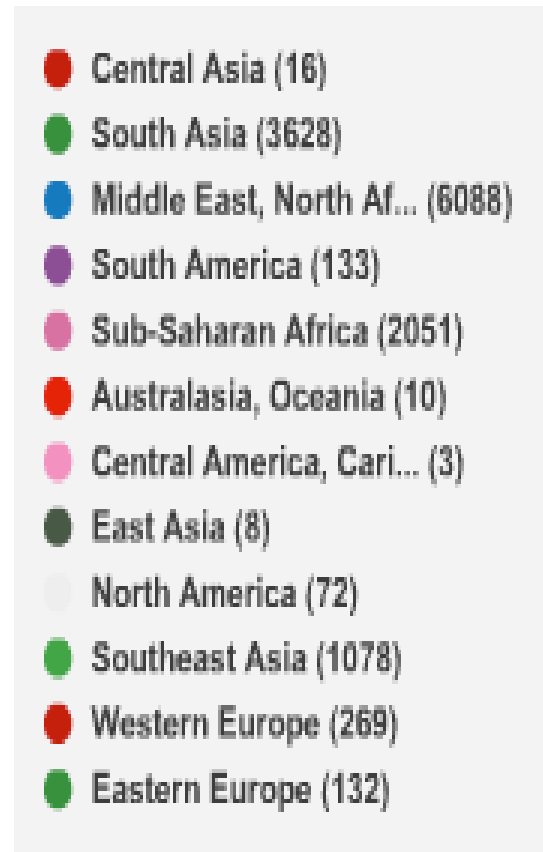 Central Asia (16)
South Asia (3628)
Middle East, North Af... (6088)
South America (133)
Sub-Saharan Africa (2051)
Australasia, Oceania (10)
Central America, Cari... (3)
East Asia (8)
North America (72)
Southeast Asia (1078)
Western Europe (269)
Eastern Europe (132)